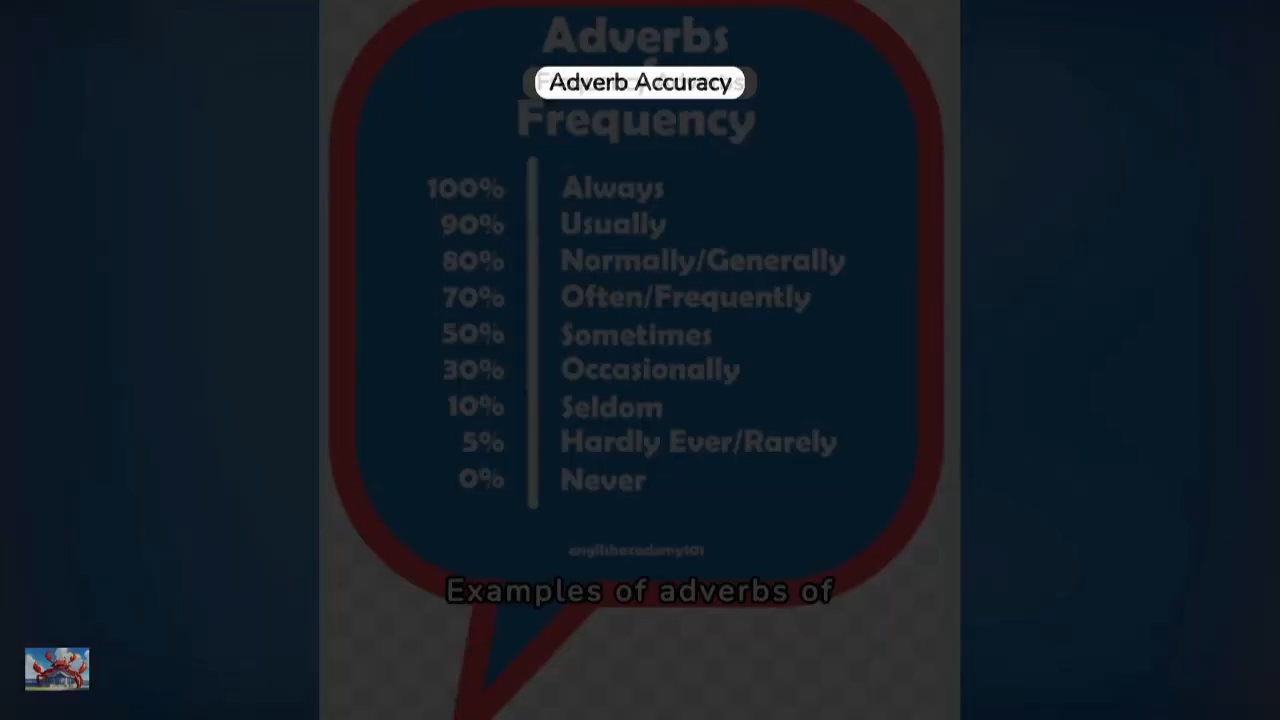 Adverbs
Adverb Accuracy
Frequency
100% Always
90% Usually
80% Normally/Generally
70% Often/Frequently
50% Sometimes
30% Occasionally
10% Seldom
5% Hardly Ever/Rarely
0% Never
englishacademy101
Examples of adverbs of